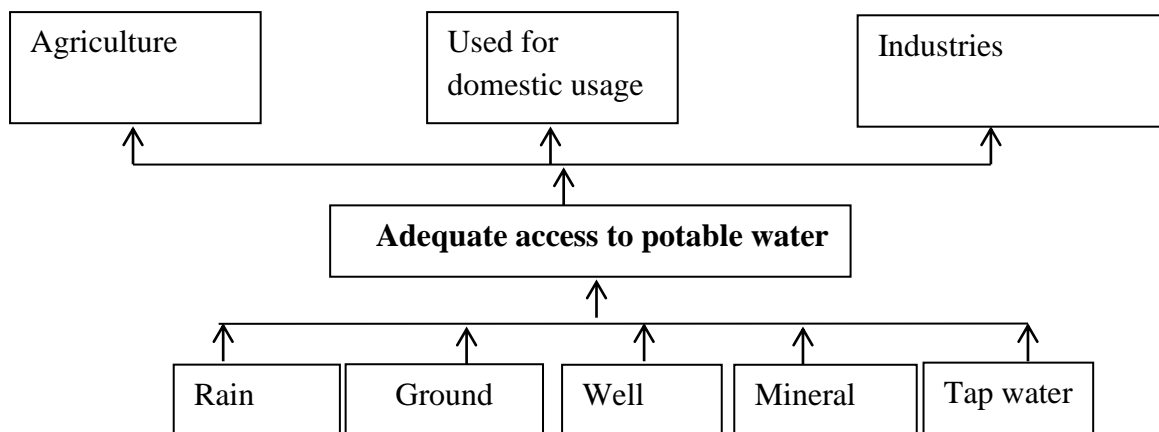 Agriculture
Used for
domestic usage
Industries
Adequate access to potable water
Rain
Ground
Well
Mineral
Tap water